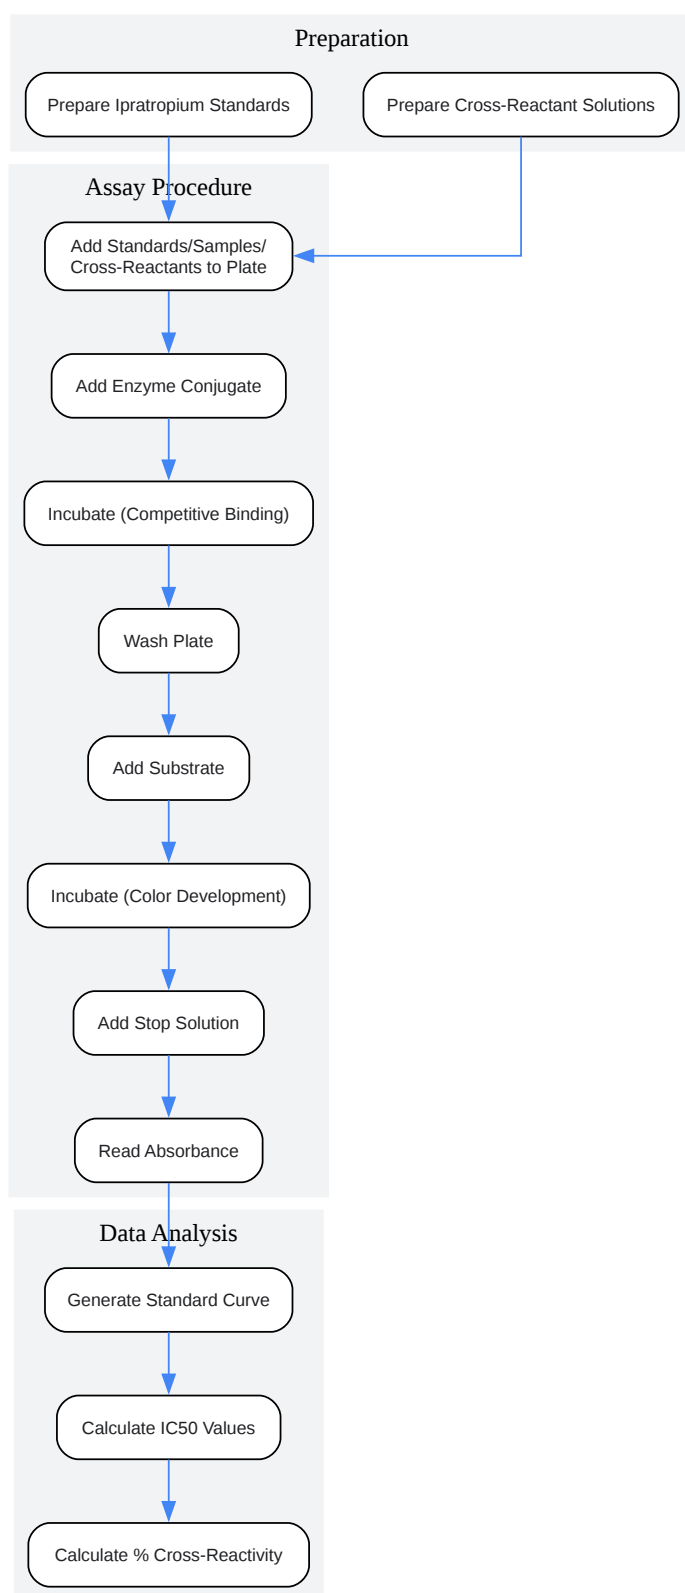 Preparation
Prepare Ipratropium Standards
Prepare Cross-Reactant Solutions
Assay Procedure
Add Standards/Samples/
Cross-Reactants to Plate
Add Enzyme Conjugate
Incubate (Competitive Binding)
Wash Plate
Add Substrate
Incubate (Color Development)
Add Stop Solution
Read Absorbance
Data Analysis
Generate Standard Curve
Calculate IC50 Values
Calculate % Cross-Reactivity